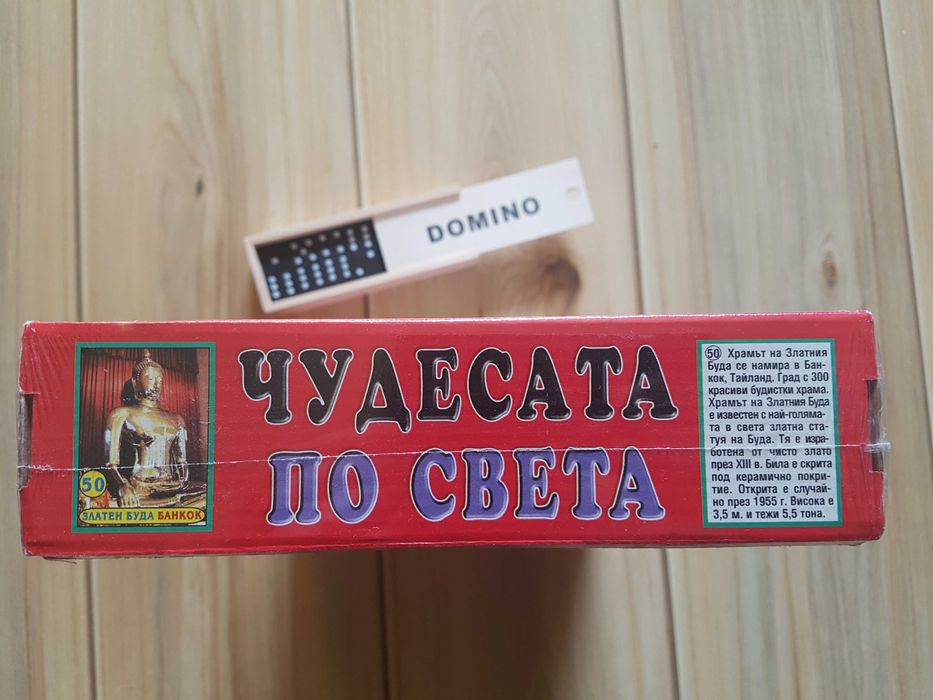 DOMINO
ЧУДЕСАТА
ПО СВЕТА
50
ЗЛАТЕН БУДА БАНКОК
50 Храмът на Златния
Буда се намира в Бан-
кок, Тайланд. Град с 300
красиви будистки храма.
Храмът на Златния Буда
е известен с най-голяма-
та в света златна ста-
туя на Буда. Тя е изра-
ботена от чисто злато
през XIII в. Била е скрита
под керамично покри-
тие. Открита е случай-
но през 1955 г. Висока е
3,5 м. и тежи 5,5 тона.